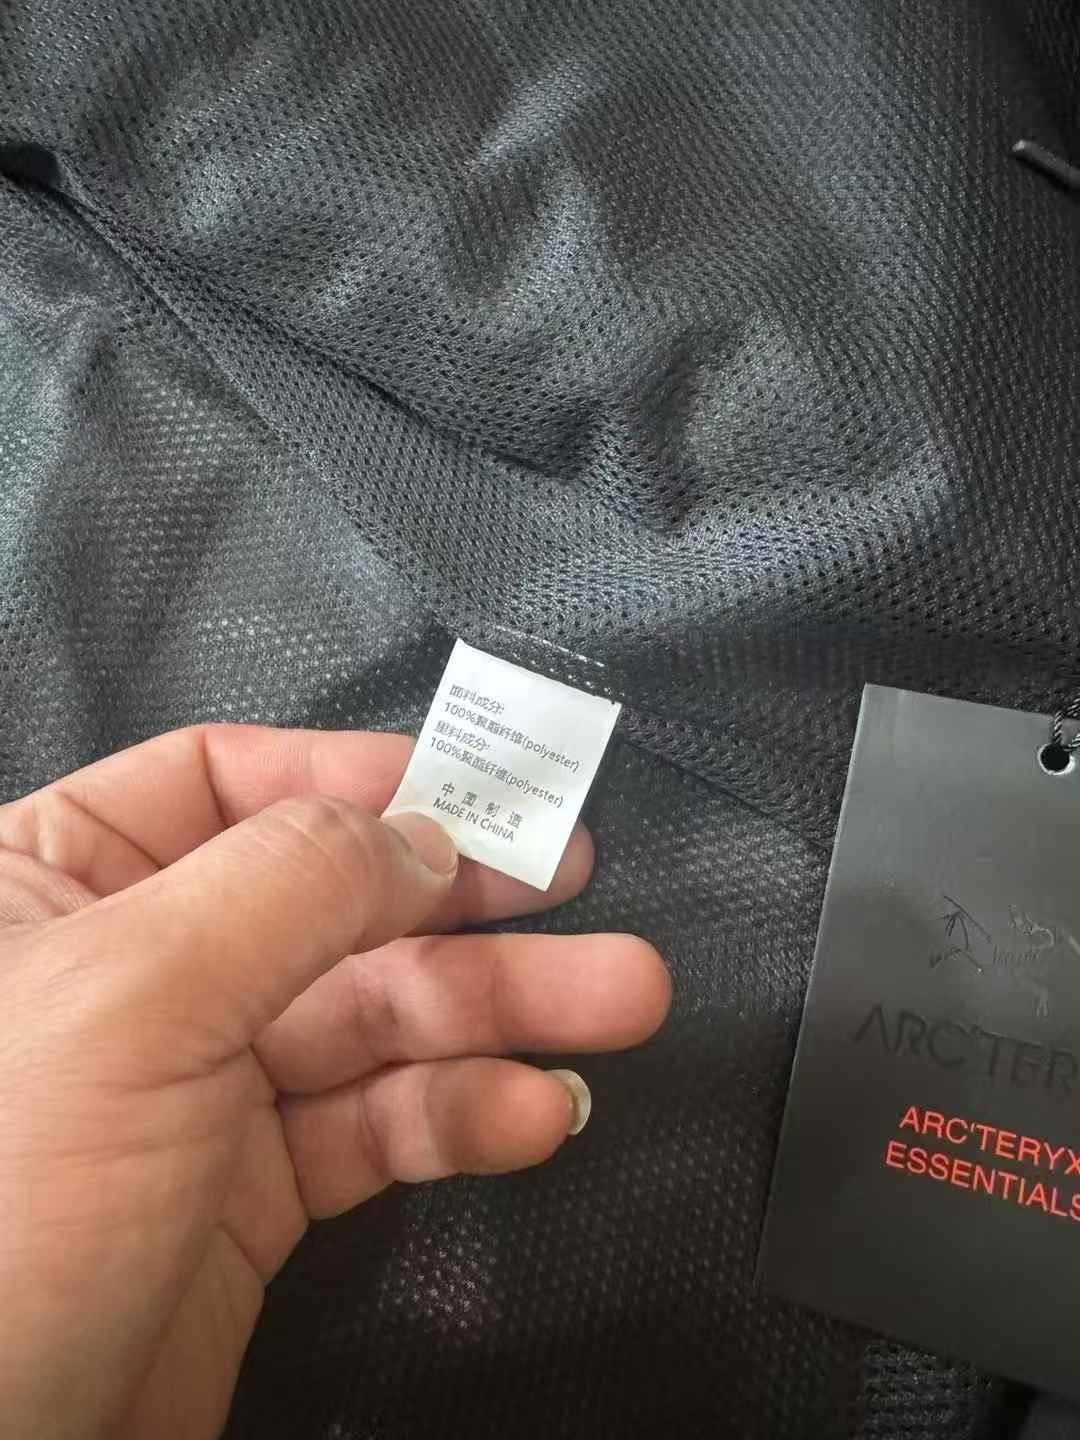 面料成分:
100%聚酯纤维(polyester)
里料成分:
100%聚酯纤维(polyester)
中国制造
MADE IN CHINA
ARC'TER
ARC'TERYX
ESSENTIALS